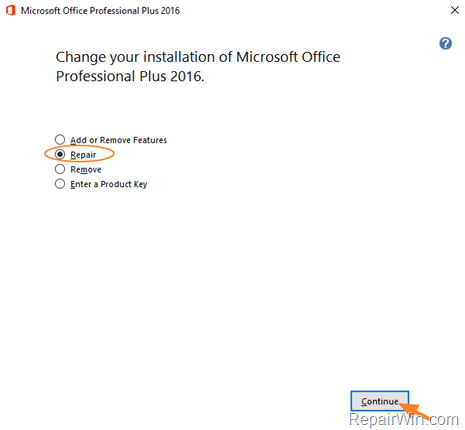 Microsoft Office Professional Plus 2016
Change your installation of Microsoft Office
Professional Plus 2016.
Add or Remove Features
Repair
Remove
Enter a Product Key
Continue
RepairWin.com